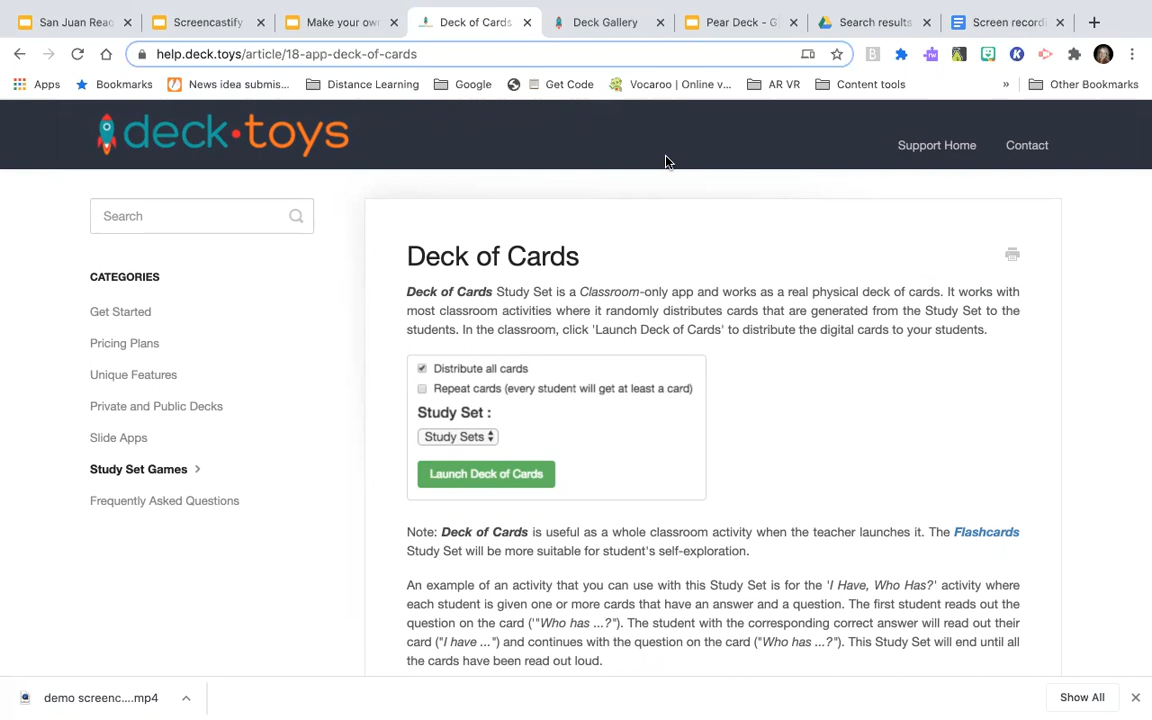 San Juan Reac
Screencastify
Make your own
Deck of Cards
Deck Gallery
Pear Deck - G
Search results
Screen recordi
help.deck.toys/article/18-app-deck-of-cards
Apps
Bookmarks
News idea submis...
Distance Learning
Google
Get Code
Vocaroo | Online v...
AR VR
Content tools
»
Other Bookmarks
deck•toys
Support Home
Contact
Search
CATEGORIES
Get Started
Pricing Plans
Unique Features
Private and Public Decks
Slide Apps
Study Set Games
Frequently Asked Questions
Deck of Cards
Deck of Cards Study Set is a Classroom-only app and works as a real physical deck of cards. It works with
most classroom activities where it randomly distributes cards that are generated from the Study Set to the
students. In the classroom, click 'Launch Deck of Cards' to distribute the digital cards to your students.
Distribute all cards
Repeat cards (every student will get at least a card)
Study Set :
Study Sets
Launch Deck of Cards
Note: Deck of Cards is useful as a whole classroom activity when the teacher launches it. The Flashcards
Study Set will be more suitable for student's self-exploration.
An example of an activity that you can use with this Study Set is for the 'I Have, Who Has?' activity where
each student is given one or more cards that have an answer and a question. The first student reads out the
question on the card ('"Who has ...?"). The student with the corresponding correct answer will read out their
card ("I have ...") and continues with the question on the card ("Who has ...?"). This Study Set will end until all
the cards have been read out loud.
demo screenc....mp4
Show All